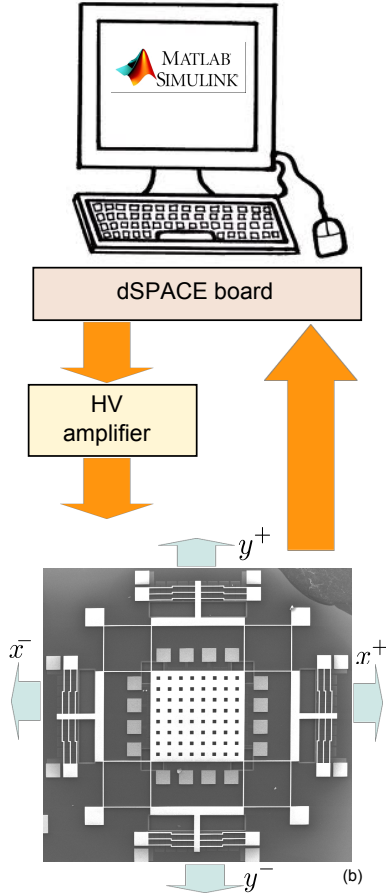 MATLAB
SIMULINK
dSPACE board
HV
amplifier
y⁺
x⁻
x⁺
y⁻
(b)